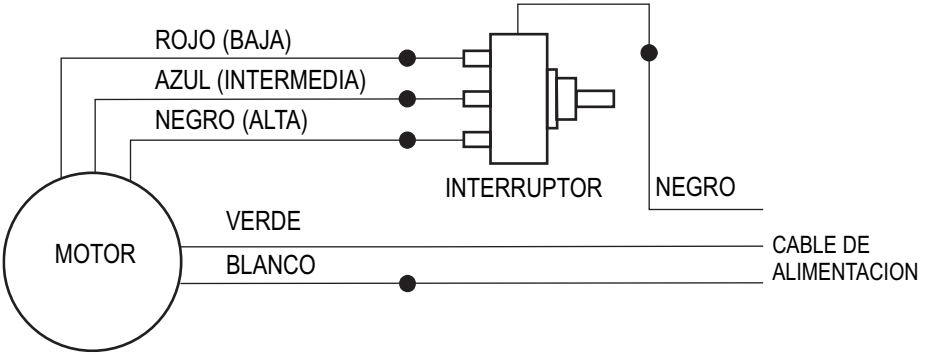 ROJO (BAJA)
AZUL (INTERMEDIA)
NEGRO (ALTA)
INTERRUPTOR
NEGRO
VERDE
MOTOR
BLANCO
CABLE DE
ALIMENTACION